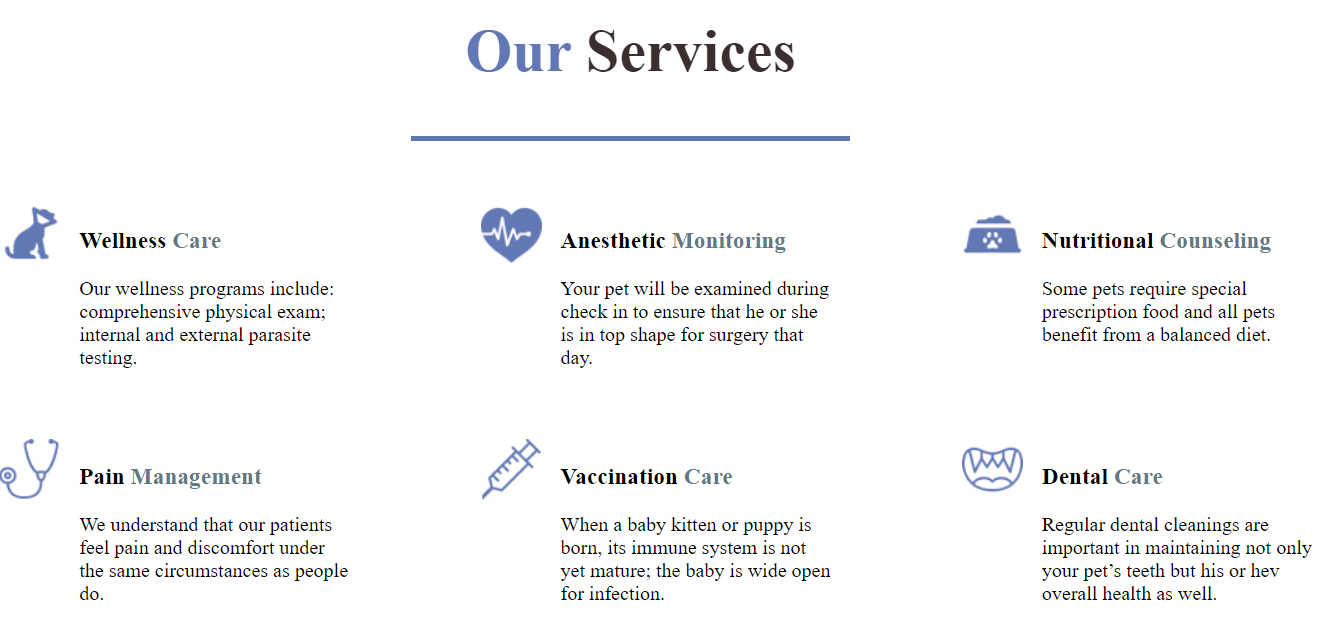 Our Services
Wellness Care
Our wellness programs include:
comprehensive physical exam;
internal and external parasite
testing.
Anesthetic Monitoring
Your pet will be examined during
check in to ensure that he or she
is in top shape for surgery that
day.
Nutritional Counseling
Some pets require special
prescription food and all pets
benefit from a balanced diet.
Pain Management
We understand that our patients
feel pain and discomfort under
the same circumstances as people
do.
Vaccination Care
When a baby kitten or puppy is
born, its immune system is not
yet mature; the baby is wide open
for infection.
Dental Care
Regular dental cleanings are
important in maintaining not only
your pet’s teeth but his or hev
overall health as well.